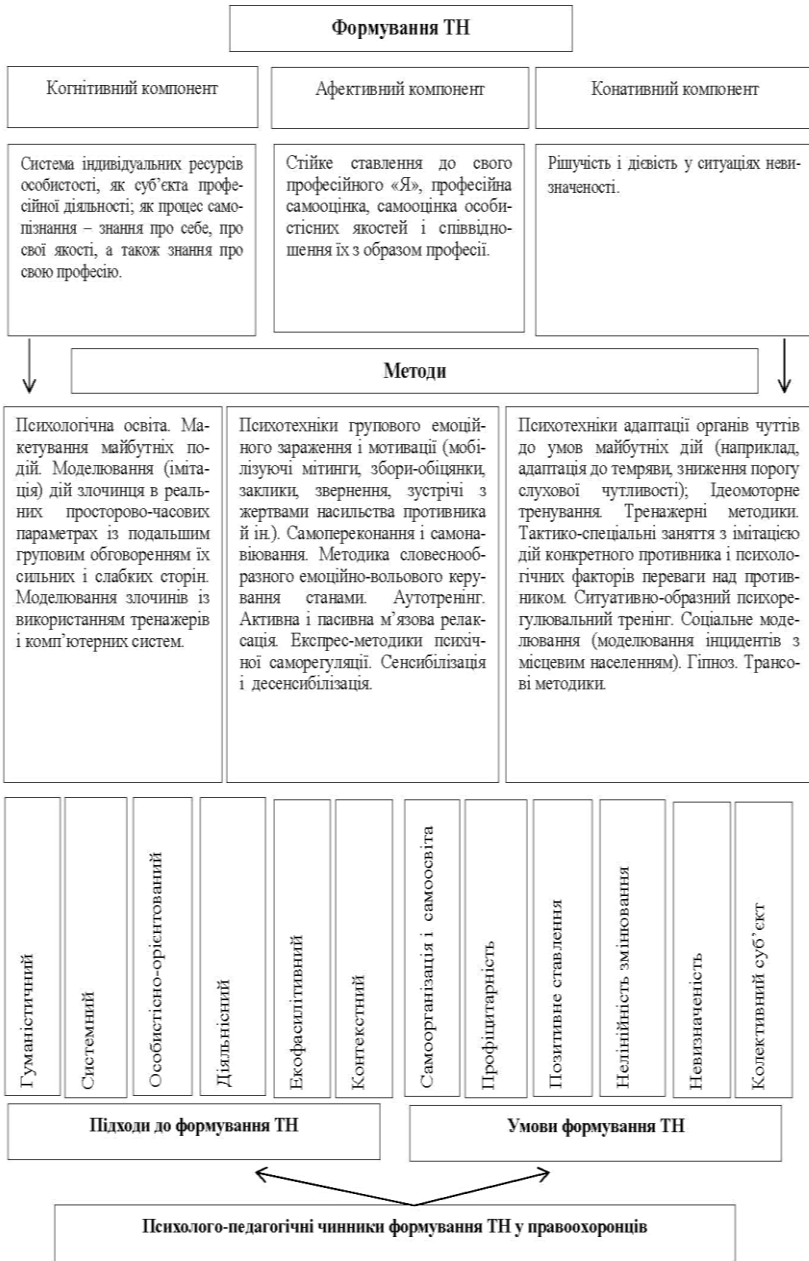 Формування ТН
Когнітивний компонент
Афективний компонент
Конативний компонент
Система індивідуальних ресурсів
особистості, як суб’єкта профе-
сійної діяльності; як процес само-
пізнання – знання про себе, про
свої якості, а також знання про
свою професію.
Стійке ставлення до свого
професійного «Я», професійна
самооцінка, самооцінка особи-
стісних якостей і співвідно-
шення їх з образом професії.
Рішучість і дієвість у ситуаціях неви-
значеності.
Методи
Психологічна освіта. Ма-
кетування майбутніх по-
дій. Моделювання (іміта-
ція) дій злочинця в реаль-
них просторово-часових
параметрах із подальшим
груповим обговоренням їх
сильних і слабких сторін.
Моделювання злочинів із
використанням тренажерів
і комп’ютерних систем.
Психотехніки групового емоцій-
ного зараження і мотивації (мобі-
лізуючі мітинги, збори-обіцянки,
заклики, звернення, зустрічі з
жертвами насильства противника
й ін.). Самопереконання і самона-
віювання. Методика словеснооб-
разного емоційно-вольового керу-
вання станами. Аутотренінг.
Активна і пасивна м’язова релак-
сація. Експрес-методики психіч-
ної саморегуляції. Сенсибілізація
і десенсибілізація.
Психотехніки адаптації органів чуттів
до умов майбутніх дій (наприклад,
адаптація до темряви, зниження порогу
слухової чутливості); Ідеомоторне
тренування. Тренажерні методики.
Тактико-спеціальні заняття з імітацією
дій конкретного противника і психоло-
гічних факторів переваги над против-
ником. Ситуативно-образний психоре-
гулювальний тренінг. Соціальне мо-
делювання (моделювання інцидентів з
місцевим населенням). Гіпноз. Трансо-
ві методики.
Гуманістичний
Системний
Особистісно-орієнтований
Діяльнісний
Екофасилітивний
Контекстний
Самоорганізація і самоосвіта
Профіцитарність
Позитивне ставлення
Нелінійність змінювання
Невизначеність
Колективний суб’єкт
Підходи до формування ТН
Умови формування ТН
Психолого-педагогічні чинники формування ТН у правоохоронців